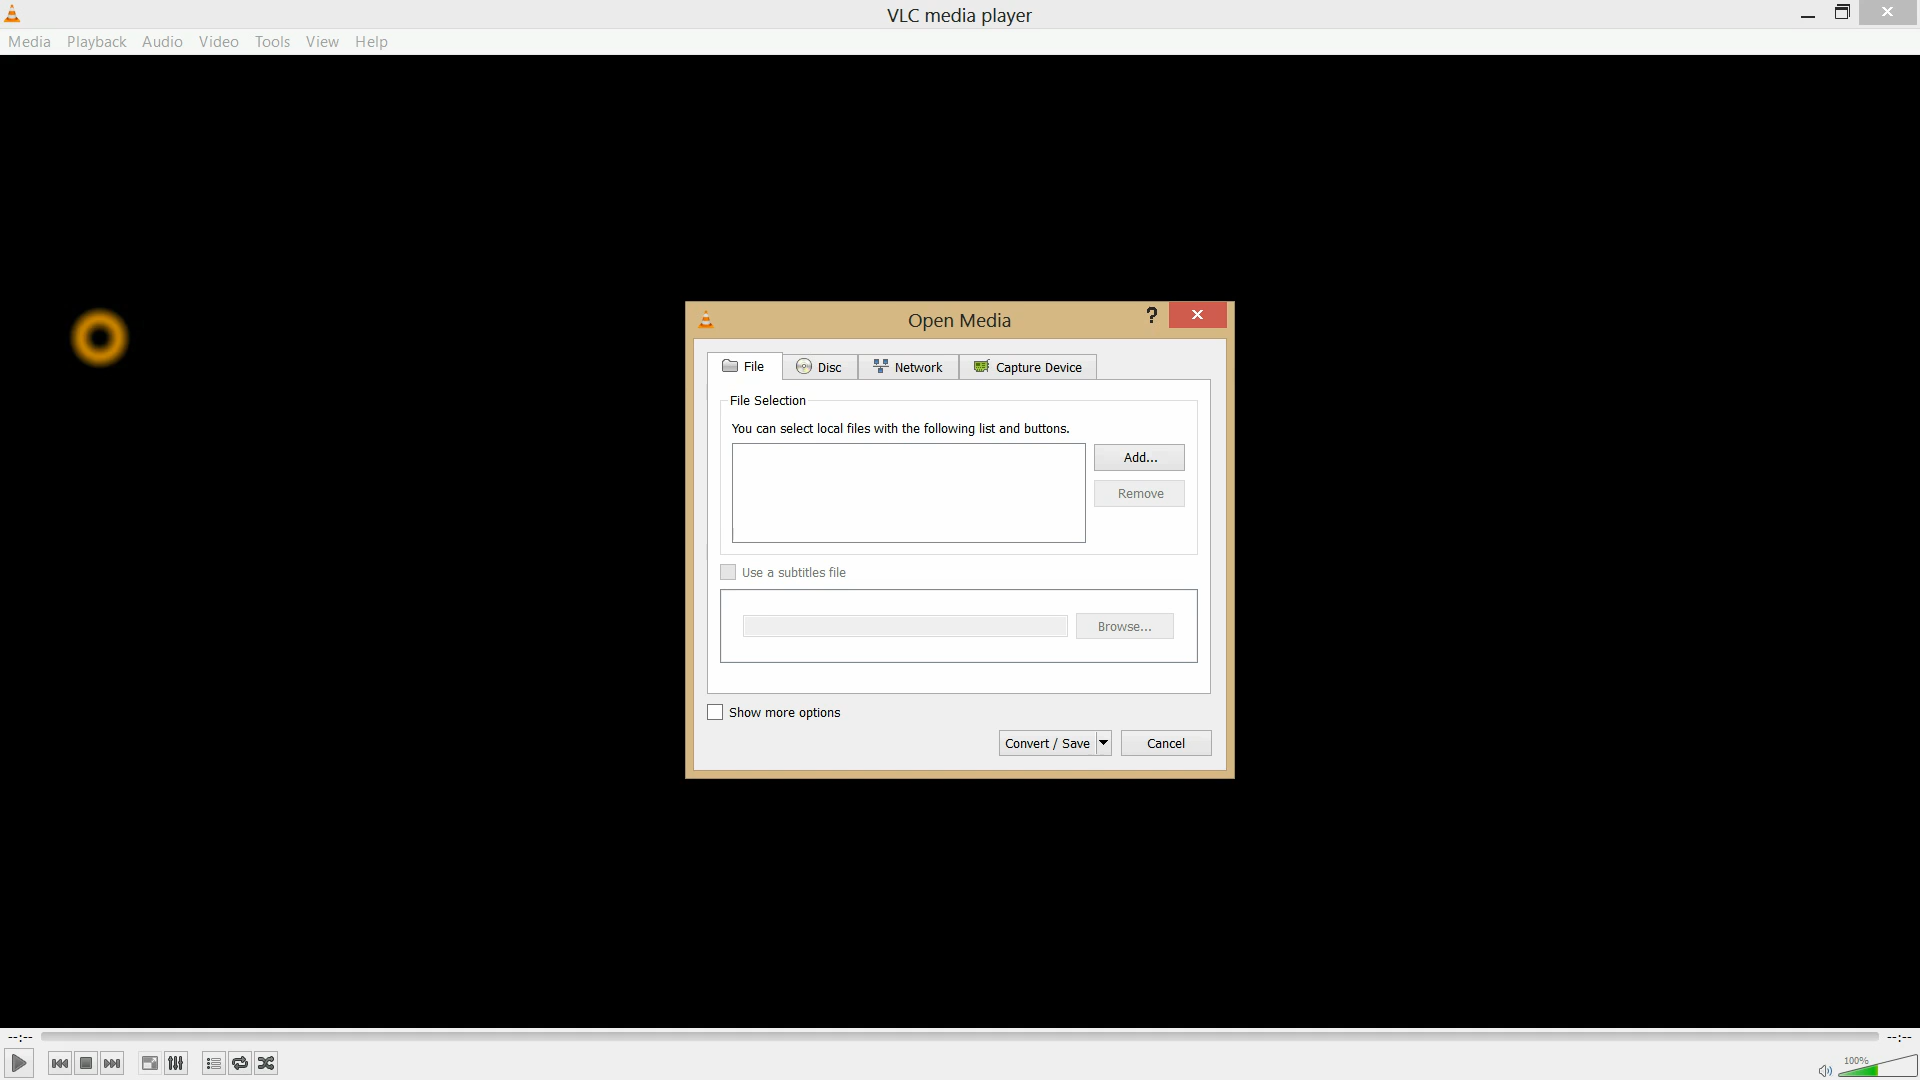 VLC media player
Media Playback Audio Video Tools View Help
Open Media
?
File Disc Network Capture Device
File Selection
You can select local files with the following list and buttons.
Add...
Remove
Use a subtitles file
Browse...
Show more options
Convert / Save Cancel
--:-- --:--
100%